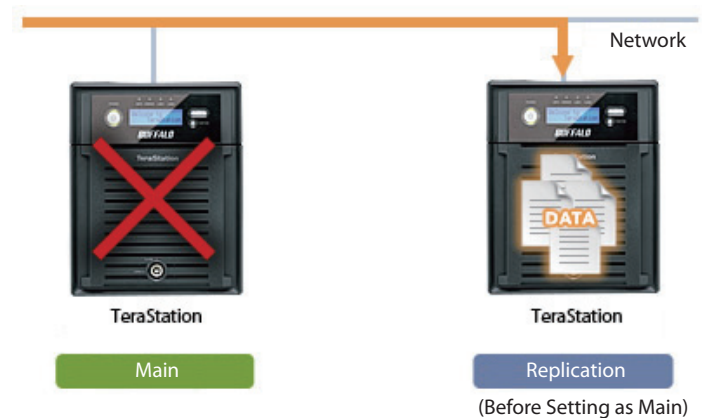 Network
BUFFALO
BUFFALO
TeraStation
DATA
TeraStation
TeraStation
Main
Replication
(Before Setting as Main)